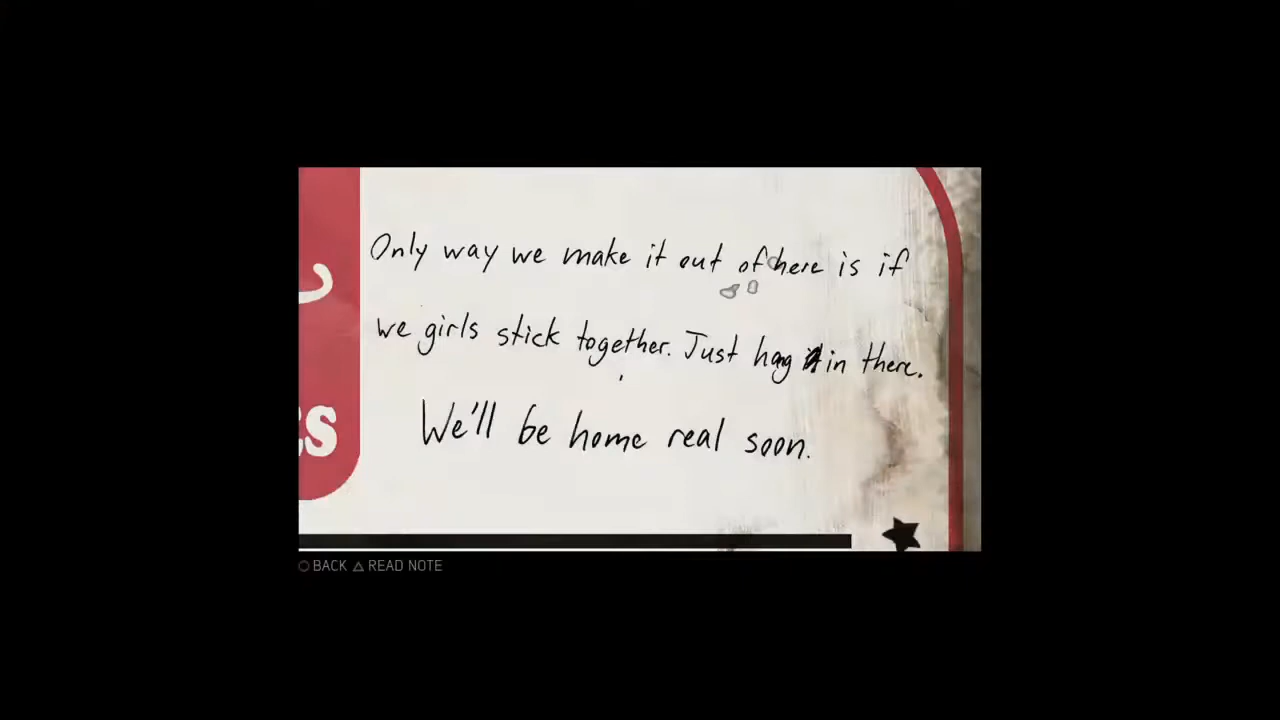 Only way we make it out of here is if
we girls stick together. Just hang in there.
We'll be home real soon.
ES
BACK READ NOTE